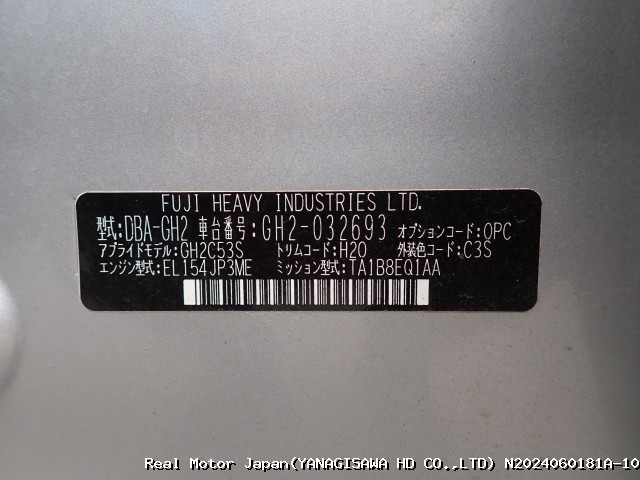 FUJI HEAVY INDUSTRIES LTD.
型式:DBA-GH2 車台番号:GH2-032693 オプションコード:OPC
アプライドモデル:GH2C53S トリムコード:H20 外装色コード:C3S
エンジン型式:EL154JP3ME ミッション型式:TA1B8EQ1AA
Real Motor Japan(YANAGISAWA HD CO.,LTD) N2024060181A-10